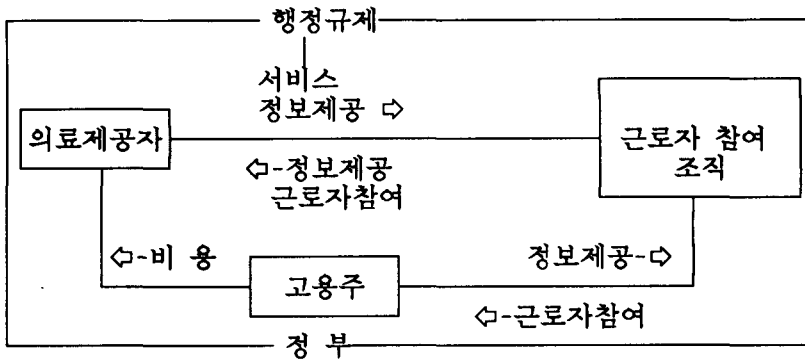 행정규제
서비스
정보제공 ⇨
의료제공자
근로자 참여
조직
⇦-정보제공
근로자참여
⇦-비 용
정보제공-⇨
고용주
⇦-근로자참여
정 부